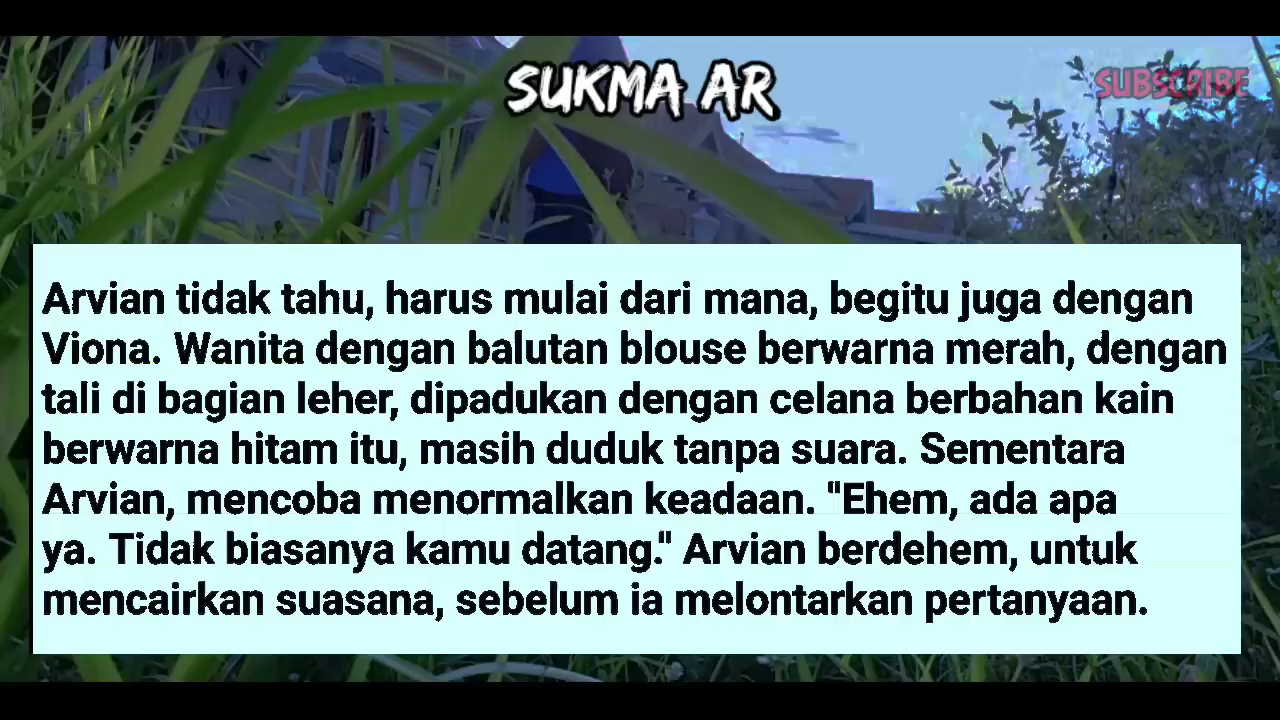 SUKMA AR
SUBSCRIBE
Arvian tidak tahu, harus mulai dari mana, begitu juga dengan
Viona. Wanita dengan balutan blouse berwarna merah, dengan
tali di bagian leher, dipadukan dengan celana berbahan kain
berwarna hitam itu, masih duduk tanpa suara. Sementara
Arvian, mencoba menormalkan keadaan. "Ehem, ada apa
ya. Tidak biasanya kamu datang." Arvian berdehem, untuk
mencairkan suasana, sebelum ia melontarkan pertanyaan.